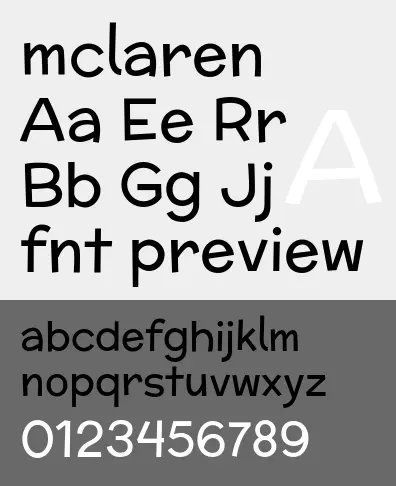 mclaren
Aa Ee Rr
Bb Gg Jj
A
fnt preview
abcdefghijklm
nopqrstuvwxyz
0123456789